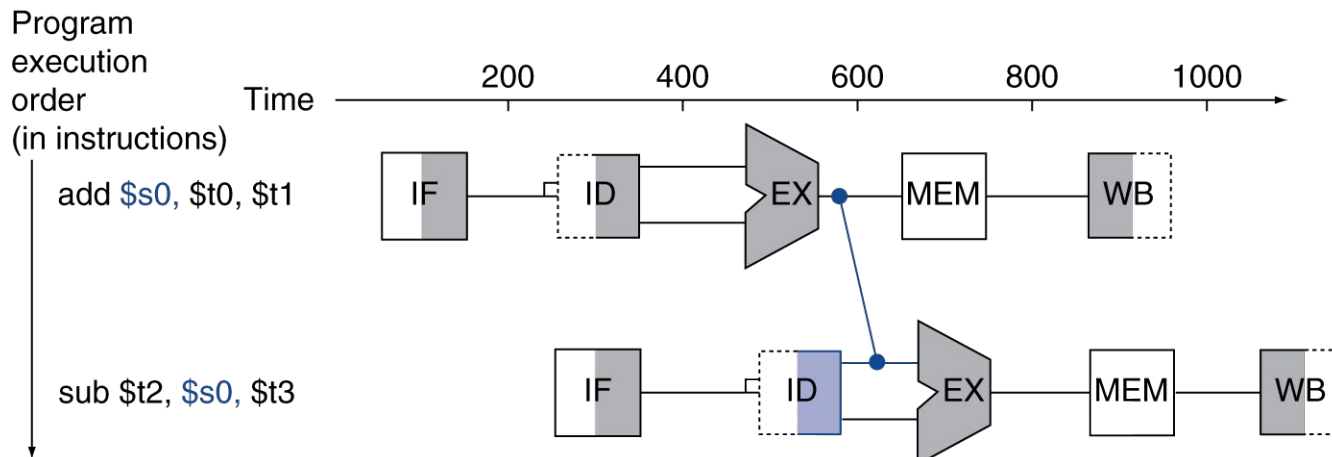 Program
execution
order
(in instructions)
Time
200 400 600 800 1000
add $s0, $t0, $t1
IF ID EX MEM WB
sub $t2, $s0, $t3
IF ID EX MEM WB